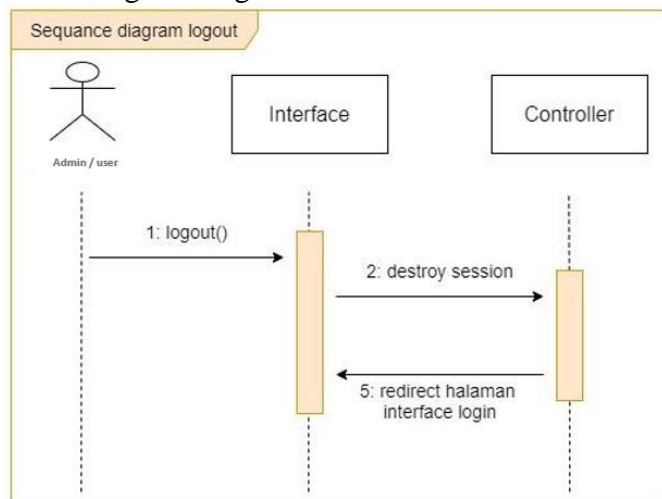 Sequance diagram logout
Admin / user
Interface
Controller
1: logout()
2: destroy session
5: redirect halaman
interface login